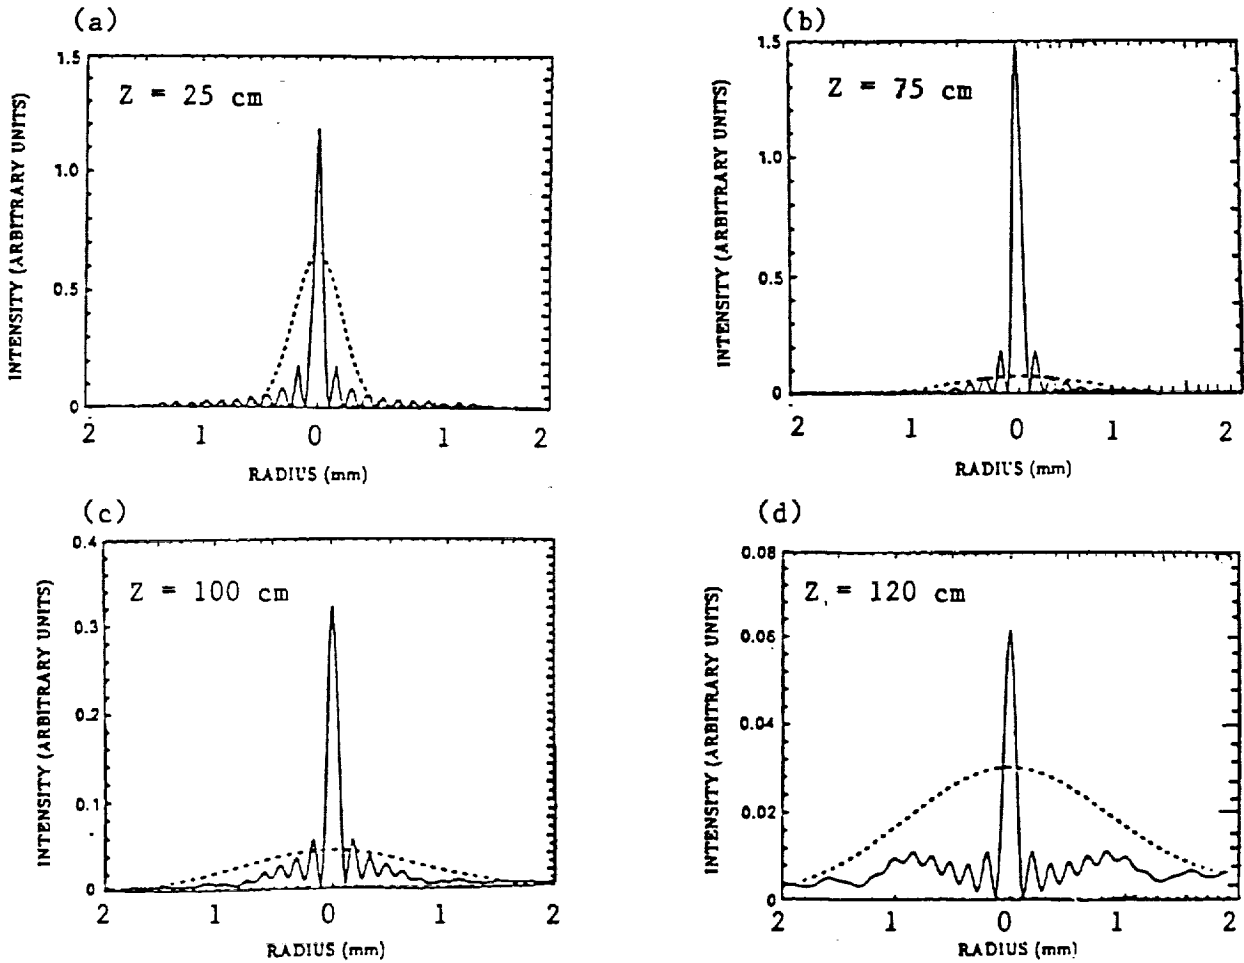 (a)
1.5
1.0
0.5
0
INTENSITY (ARBITRARY UNITS)
Z = 25 cm
2 1 0 1 2
RADIUS (mm)
(b)
1.5
1.0
0.5
0
INTENSITY (ARBITRARY UNITS)
Z = 75 cm
2 1 0 1 2
RADIUS (mm)
(c)
0.4
0.3
0.2
0.1
0
INTENSITY (ARBITRARY UNITS)
Z = 100 cm
2 1 0 1 2
RADIUS (mm)
(d)
0.08
0.06
0.04
0.02
0
INTENSITY (ARBITRARY UNITS)
Z = 120 cm
2 1 0 1 2
RADIUS (mm)